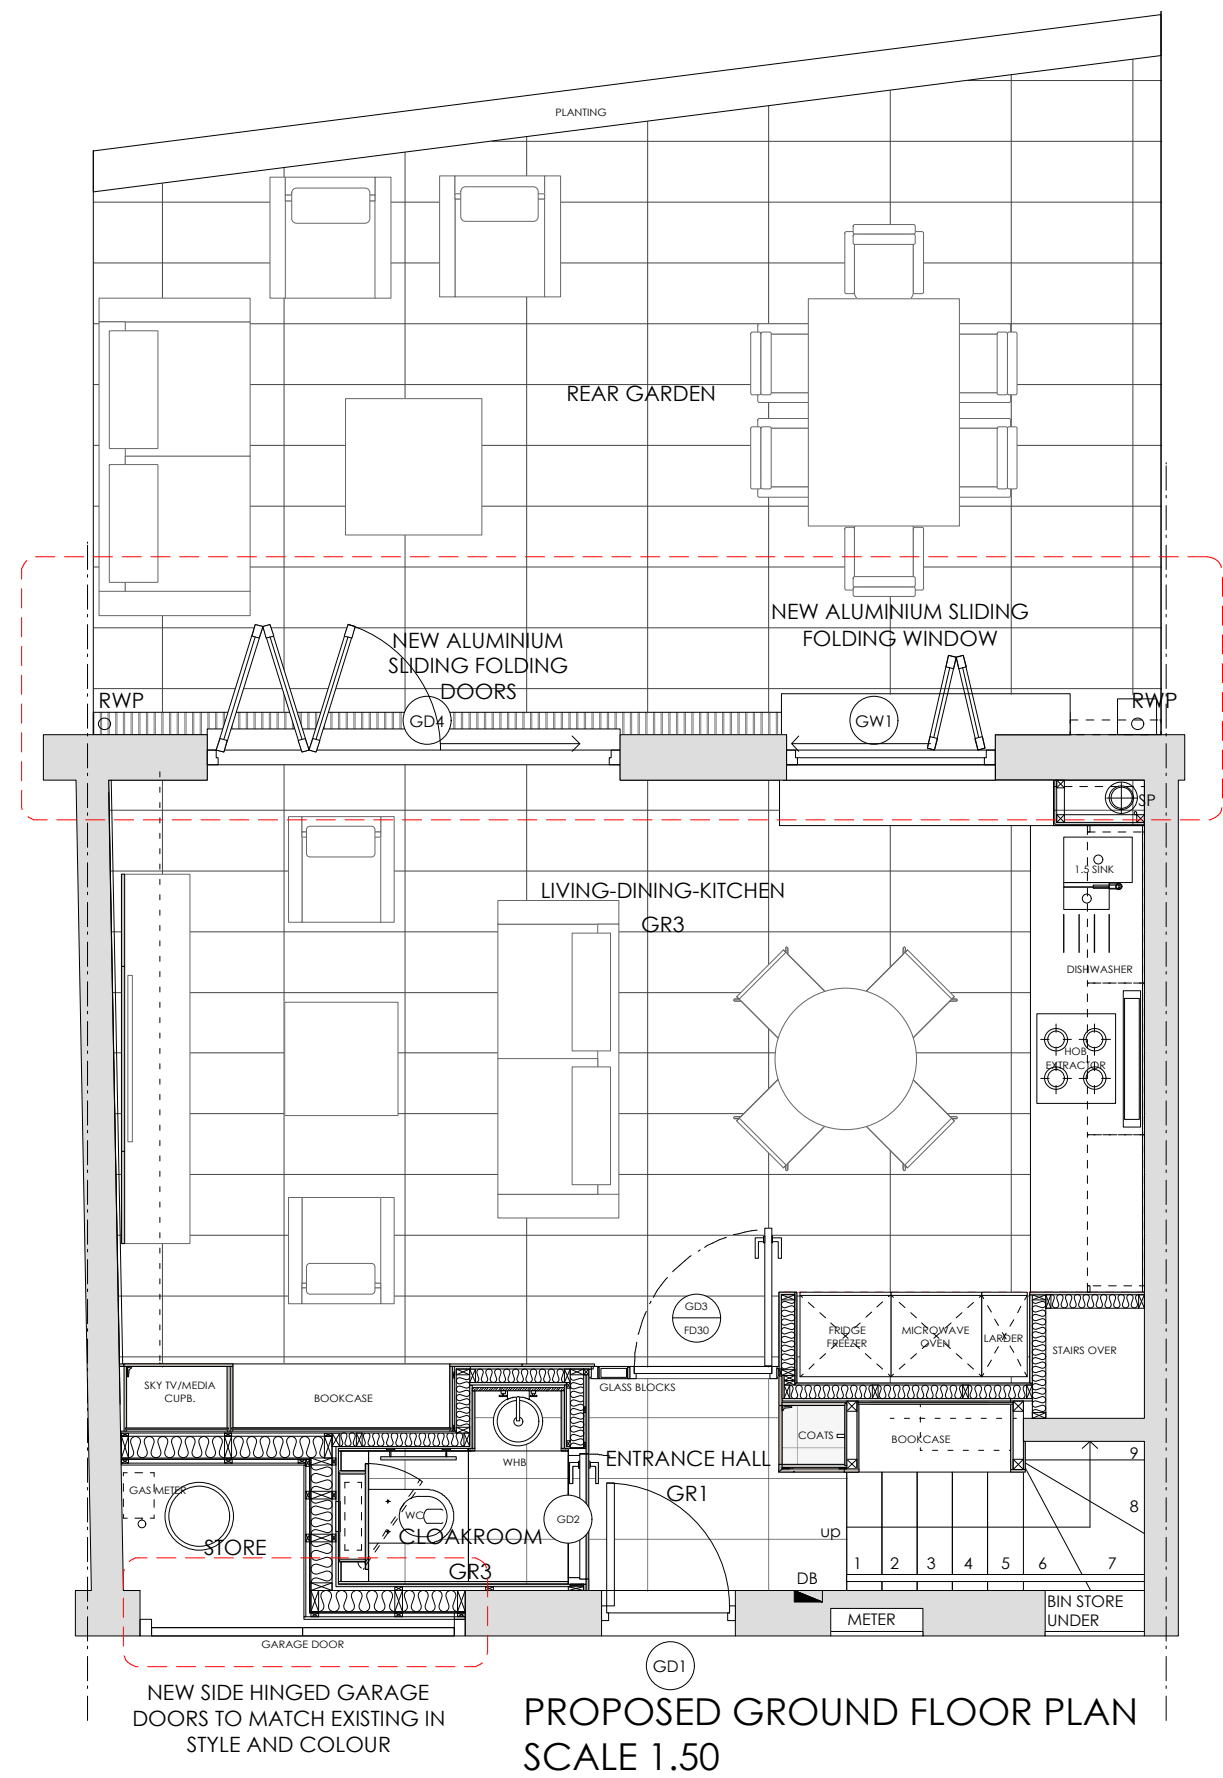 PLANTING
REAR GARDEN
NEW ALUMINIUM SLIDING
FOLDING WINDOW
NEW ALUMINIUM
SLIDING FOLDING
DOORS
RWP
RWP
GD4
GW1
SP
1.5 SINK
LIVING-DINING-KITCHEN
GR3
DISHWASHER
HOB
EXTRACTOR
GD3
FD30
FRIDGE
FREEZER
MICROWAVE
OVEN
LARDER
STAIRS OVER
SKY TV/MEDIA
CUPB.
BOOKCASE
GLASS BLOCKS
COATS
BOOKCASE
WHB
ENTRANCE HALL
GR1
GAS METER
WC
GD2
STORE
CLOAKROOM
GR3
up
9
8
1 2 3 4 5 6 7
DB
METER
BIN STORE
UNDER
GARAGE DOOR
GD1
NEW SIDE HINGED GARAGE
DOORS TO MATCH EXISTING IN
STYLE AND COLOUR
PROPOSED GROUND FLOOR PLAN
SCALE 1.50